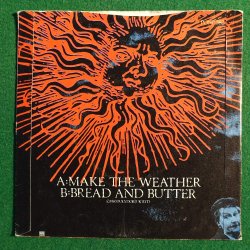 A:MAKE THE WEATHER
B:BREAD AND BUTTER